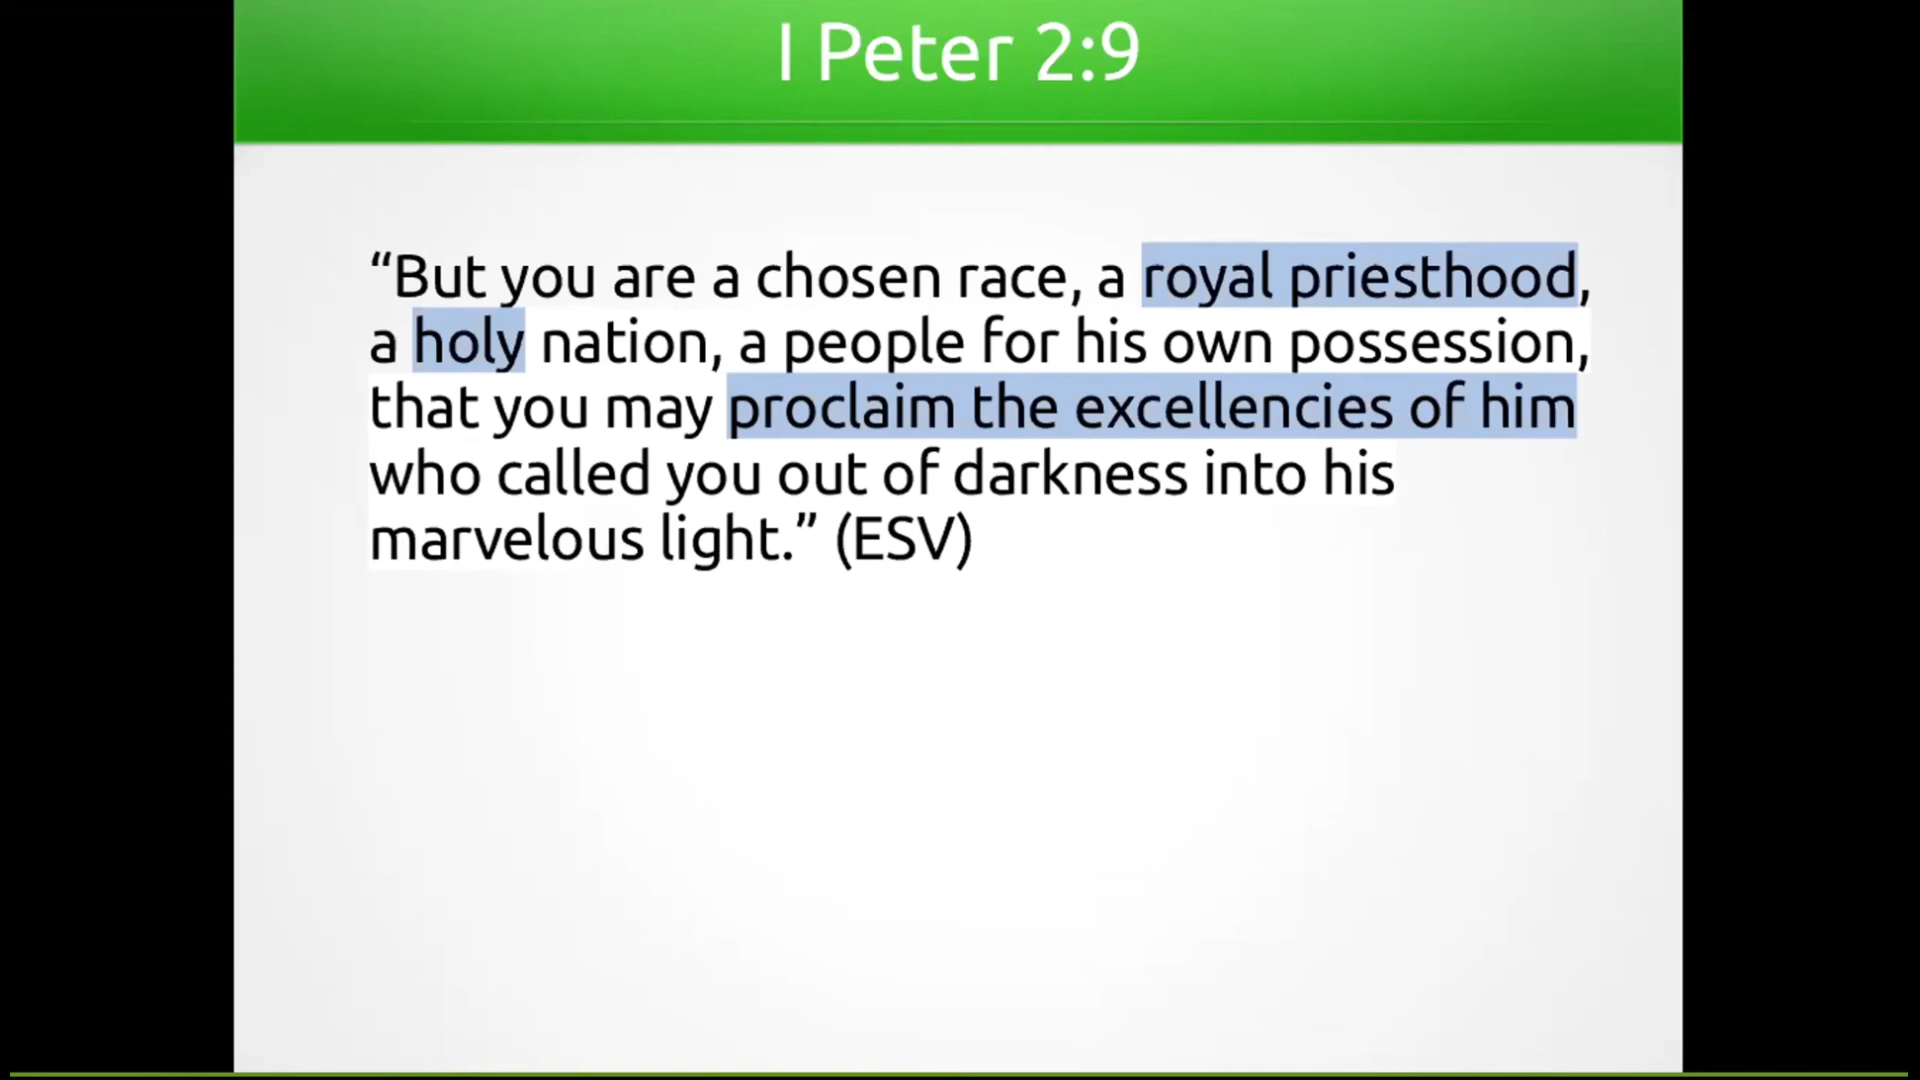 I Peter 2:9
“But you are a chosen race, a royal priesthood,
a holy nation, a people for his own possession,
that you may proclaim the excellencies of him
who called you out of darkness into his
marvelous light.” (ESV)